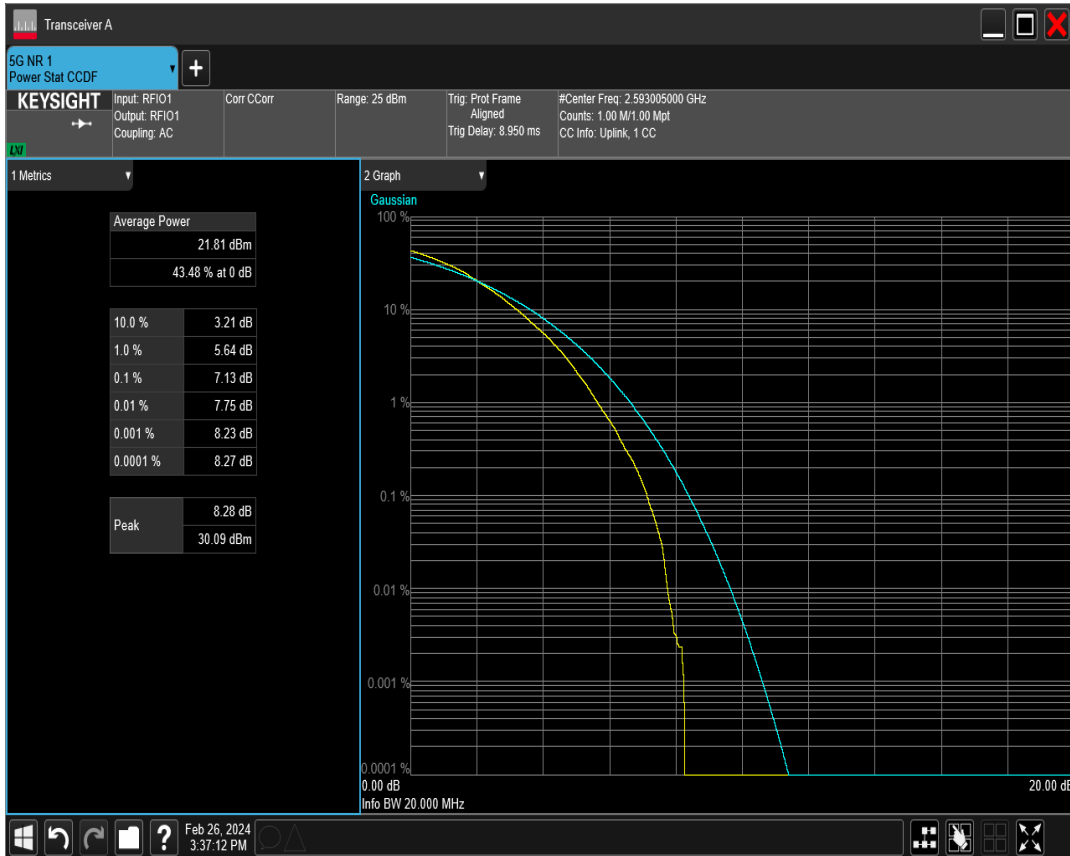 Transceiver A
5G NR 1
Power Stat CCDF
KEYSIGHT
LXI
Input: RFIO1
Output: RFIO1
Coupling: AC
Corr CCorr
Range: 25 dBm
Trig: Prot Frame
Aligned
Trig Delay: 8.950 ms
#Center Freq: 2.593005000 GHz
Counts: 1.00 M/1.00 Mpt
CC Info: Uplink, 1 CC
1 Metrics
Average Power
21.81 dBm
43.48 % at 0 dB
10.0 % 3.21 dB
1.0 % 5.64 dB
0.1 % 7.13 dB
0.01 % 7.75 dB
0.001 % 8.23 dB
0.0001 % 8.27 dB
Peak
8.28 dB
30.09 dBm
2 Graph
Gaussian
100 %
10 %
1 %
0.1 %
0.01 %
0.001 %
0.0001 %
0.00 dB 20.00 dB
Info BW 20.000 MHz
? Feb 26, 2024
3:37:12 PM